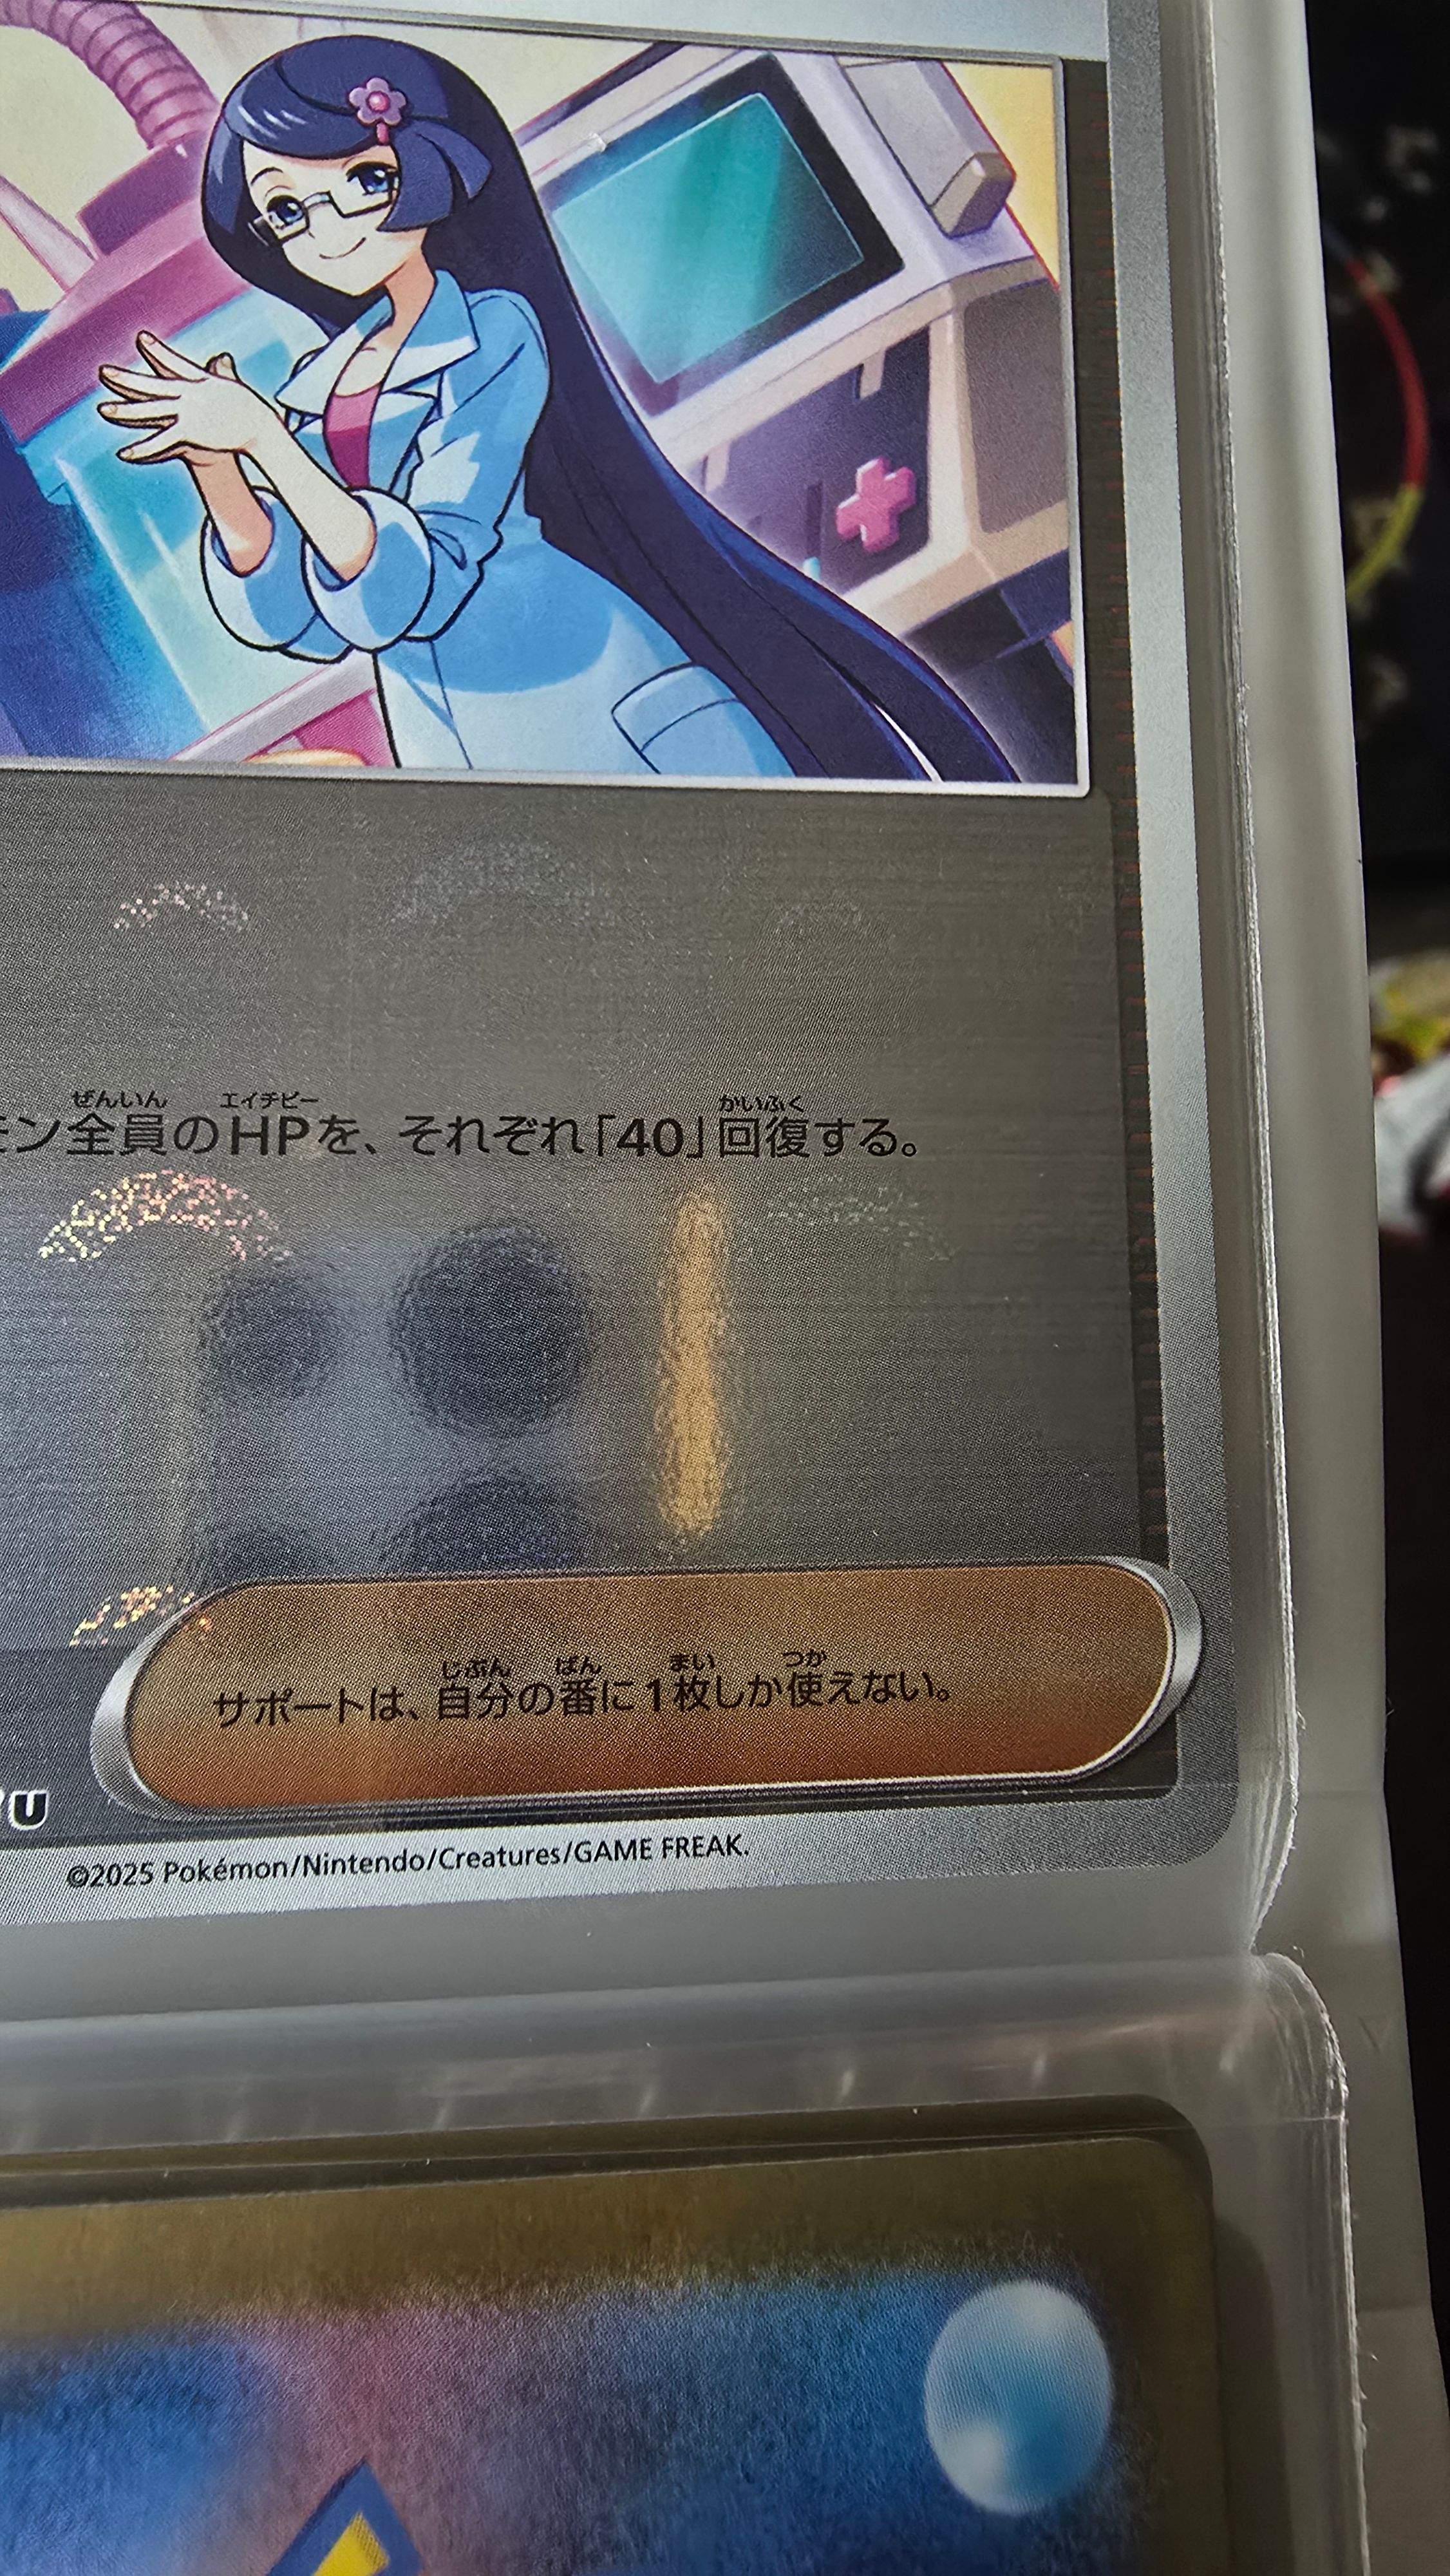 ぜんいん エイチピー かいふく
モン全員のHPを、それぞれ「40」回復する。
じぶん ばん まい つか
サポートは、自分の番に1枚しか使えない。
U
©2025 Pokémon/Nintendo/Creatures/GAME FREAK.